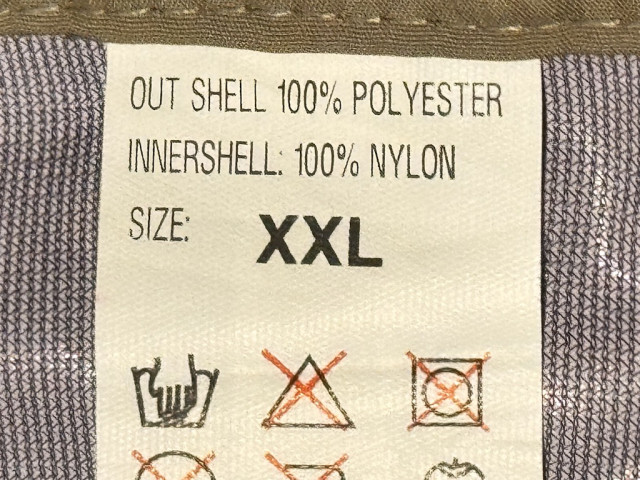 OUT SHELL 100% POLYESTER
INNERSHELL: 100% NYLON
SIZE: XXL